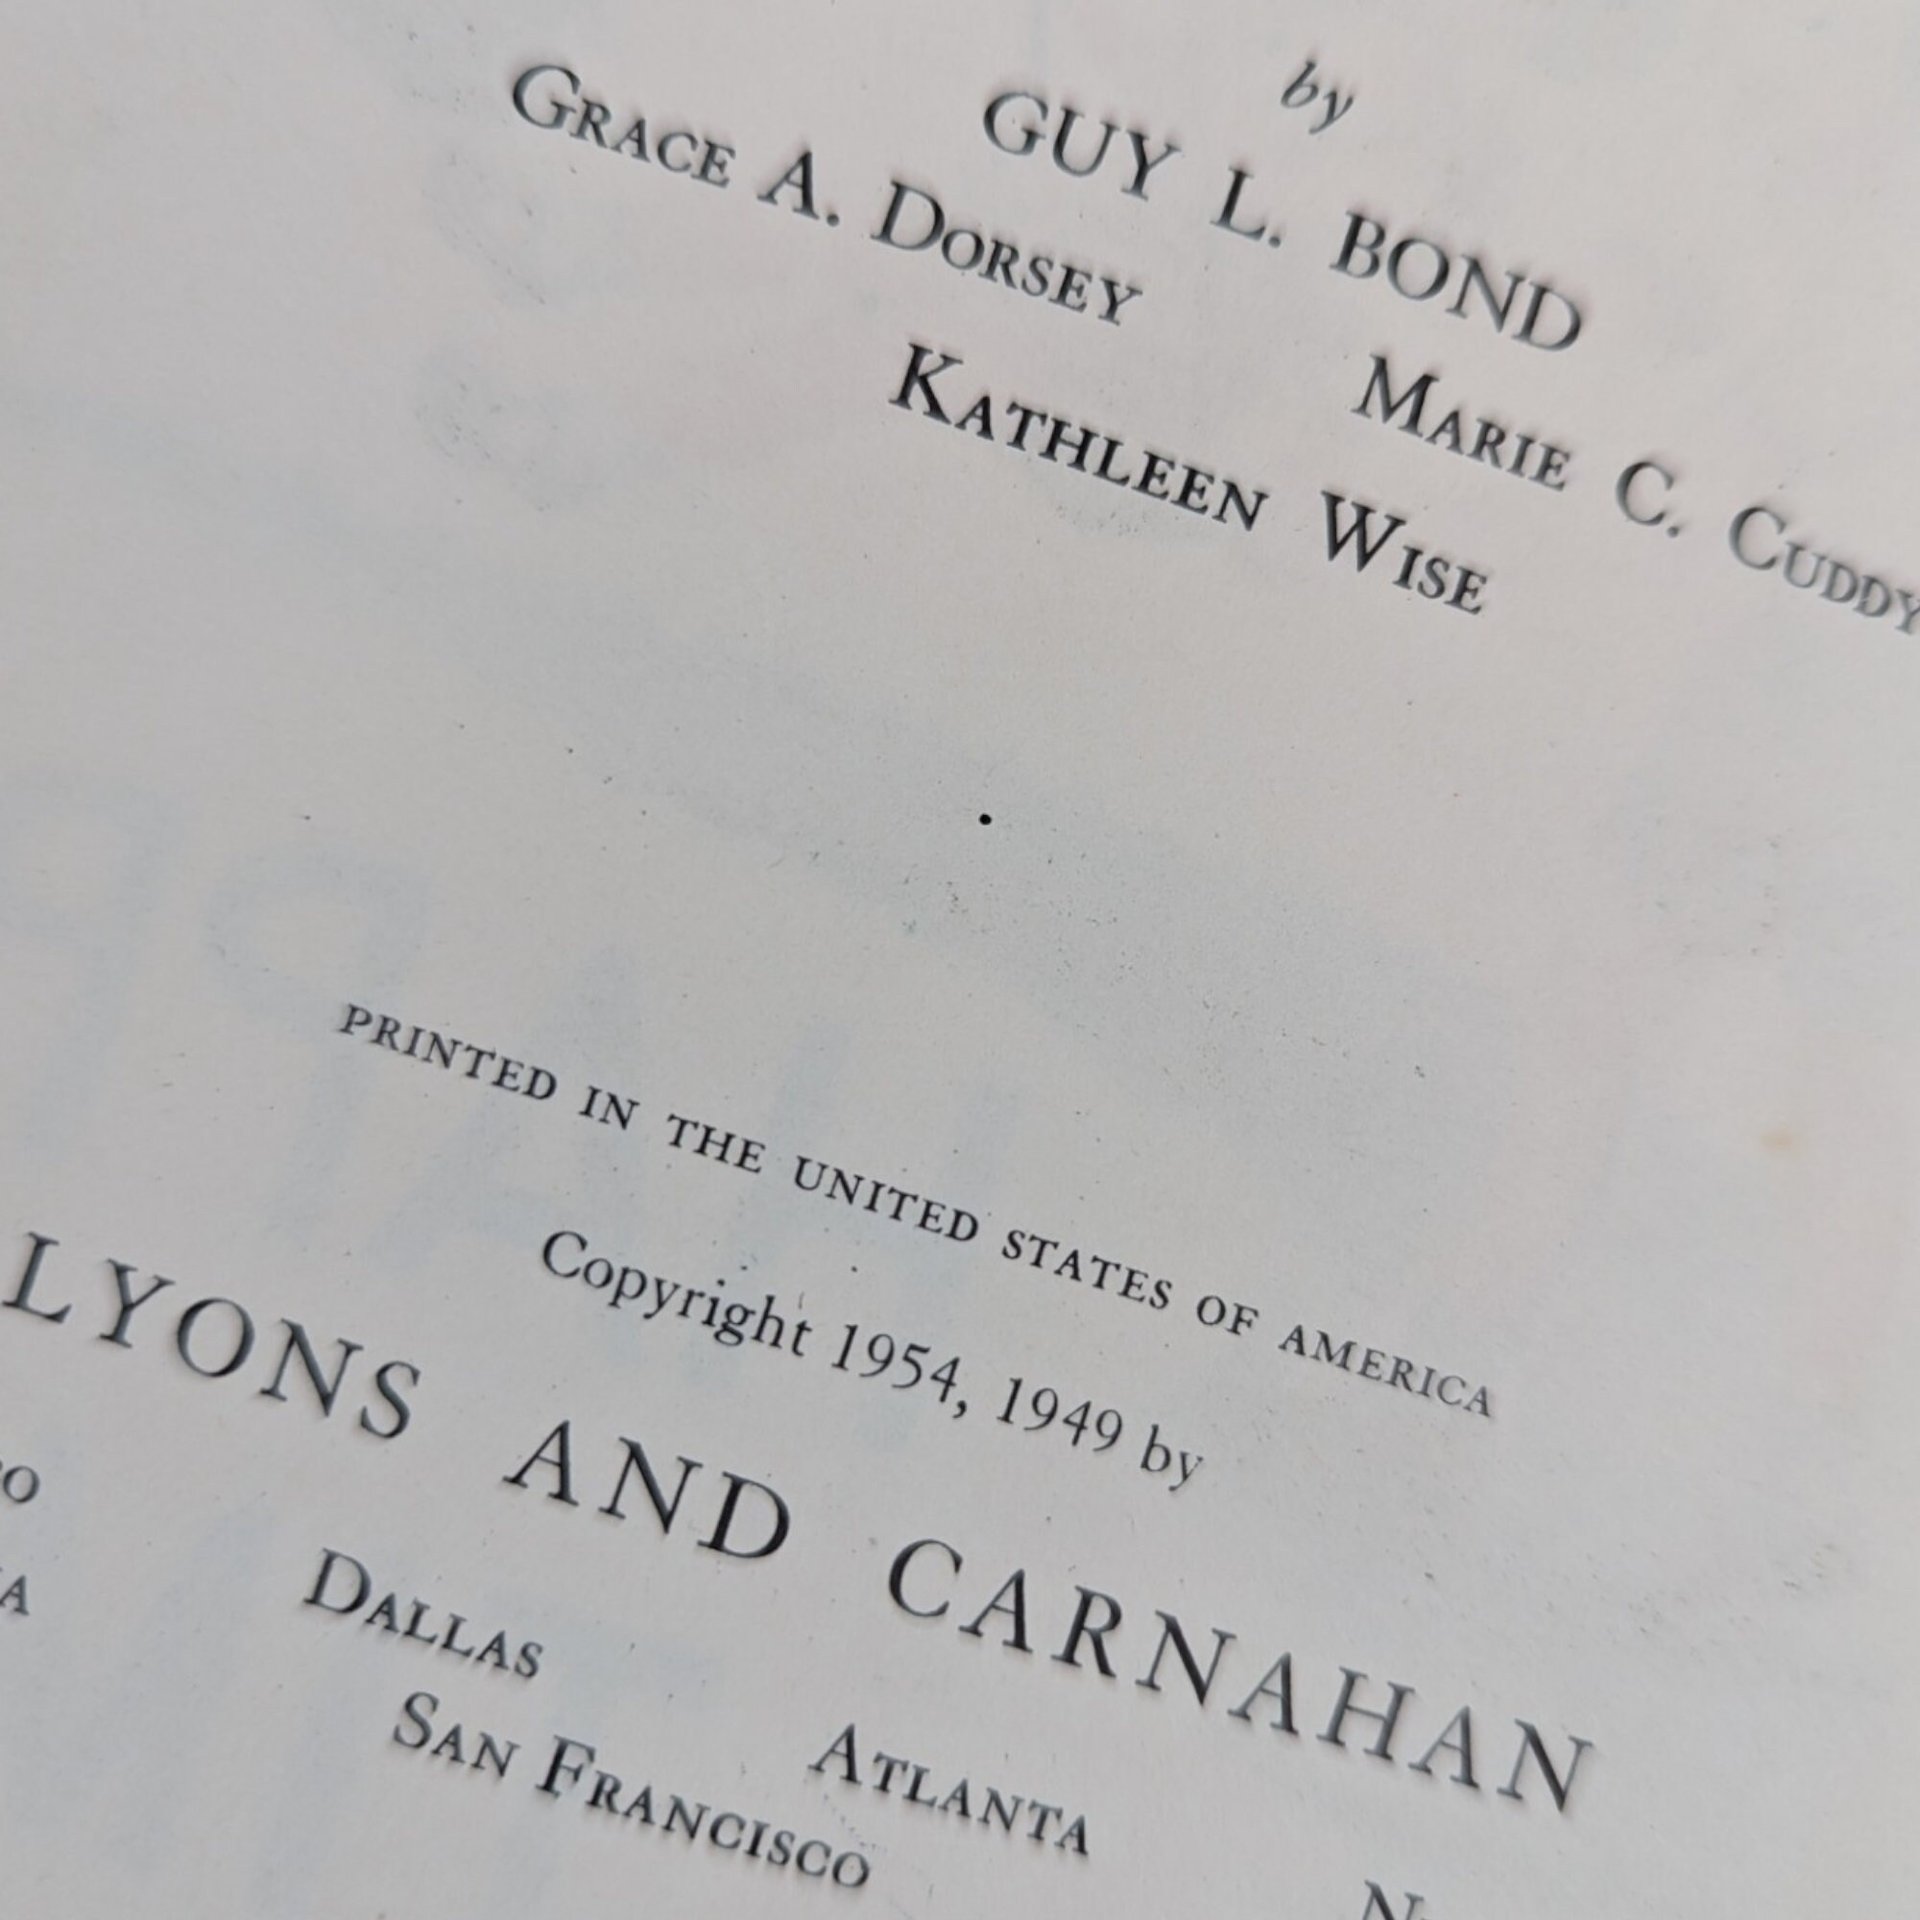 by
GUY L. BOND
GRACE A. DORSEY MARIE C. CUDDY
KATHLEEN WISE
PRINTED IN THE UNITED STATES OF AMERICA
Copyright 1954, 1949 by
LYONS AND CARNAHAN
DALLAS ATLANTA
SAN FRANCISCO